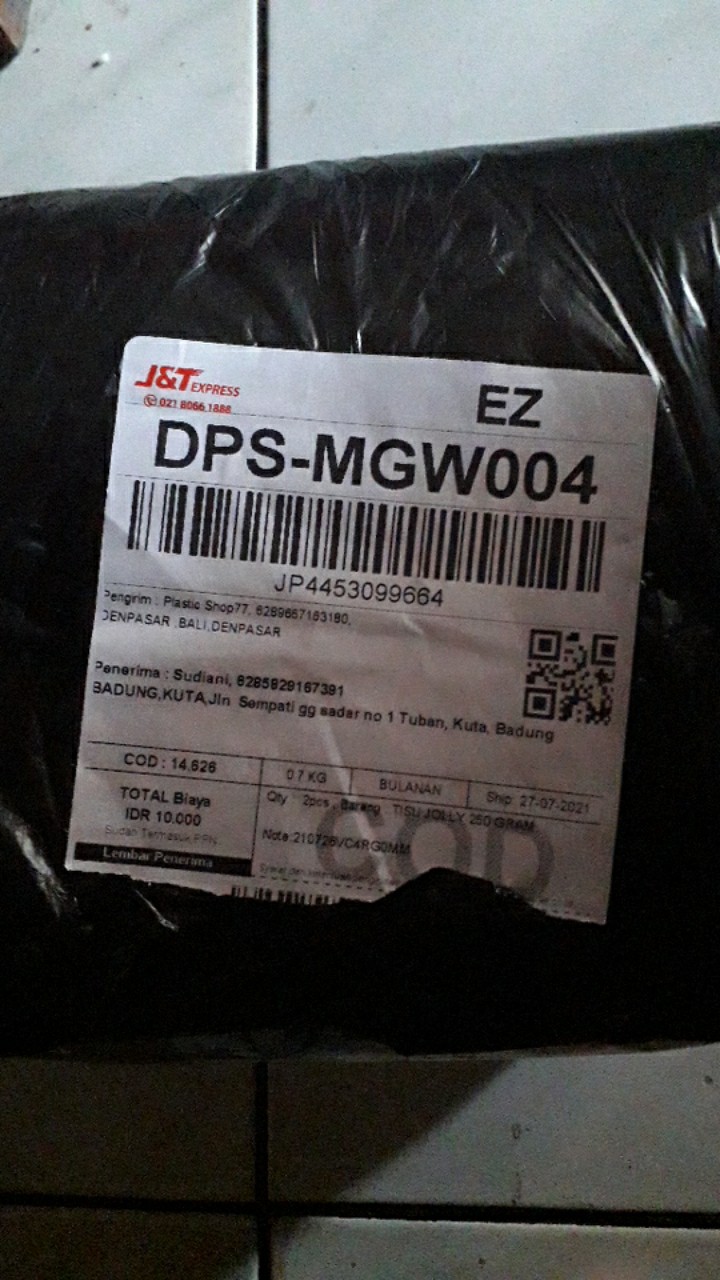 J&T EXPRESS
021 8066 1888
EZ
DPS-MGW004
JP4453099664
Pengirim : Plastic Shop77, 6289667163180,
DENPASAR ,BALI,DENPASAR
Penerima : Sudiani, 6285829167391
BADUNG,KUTA,Jln Sempati gg sadar no 1 Tuban, Kuta, Badung
COD : 14.626
0.7 KG
BULANAN
Ship: 27-07-2021
TOTAL Biaya
IDR 10.000
Sudah Termasuk PPN
Qty : 2pcs , Barang : TISU JOLLY 250 GRAM
Note:210726VC4RG0MM
COD
Lembar Penerima